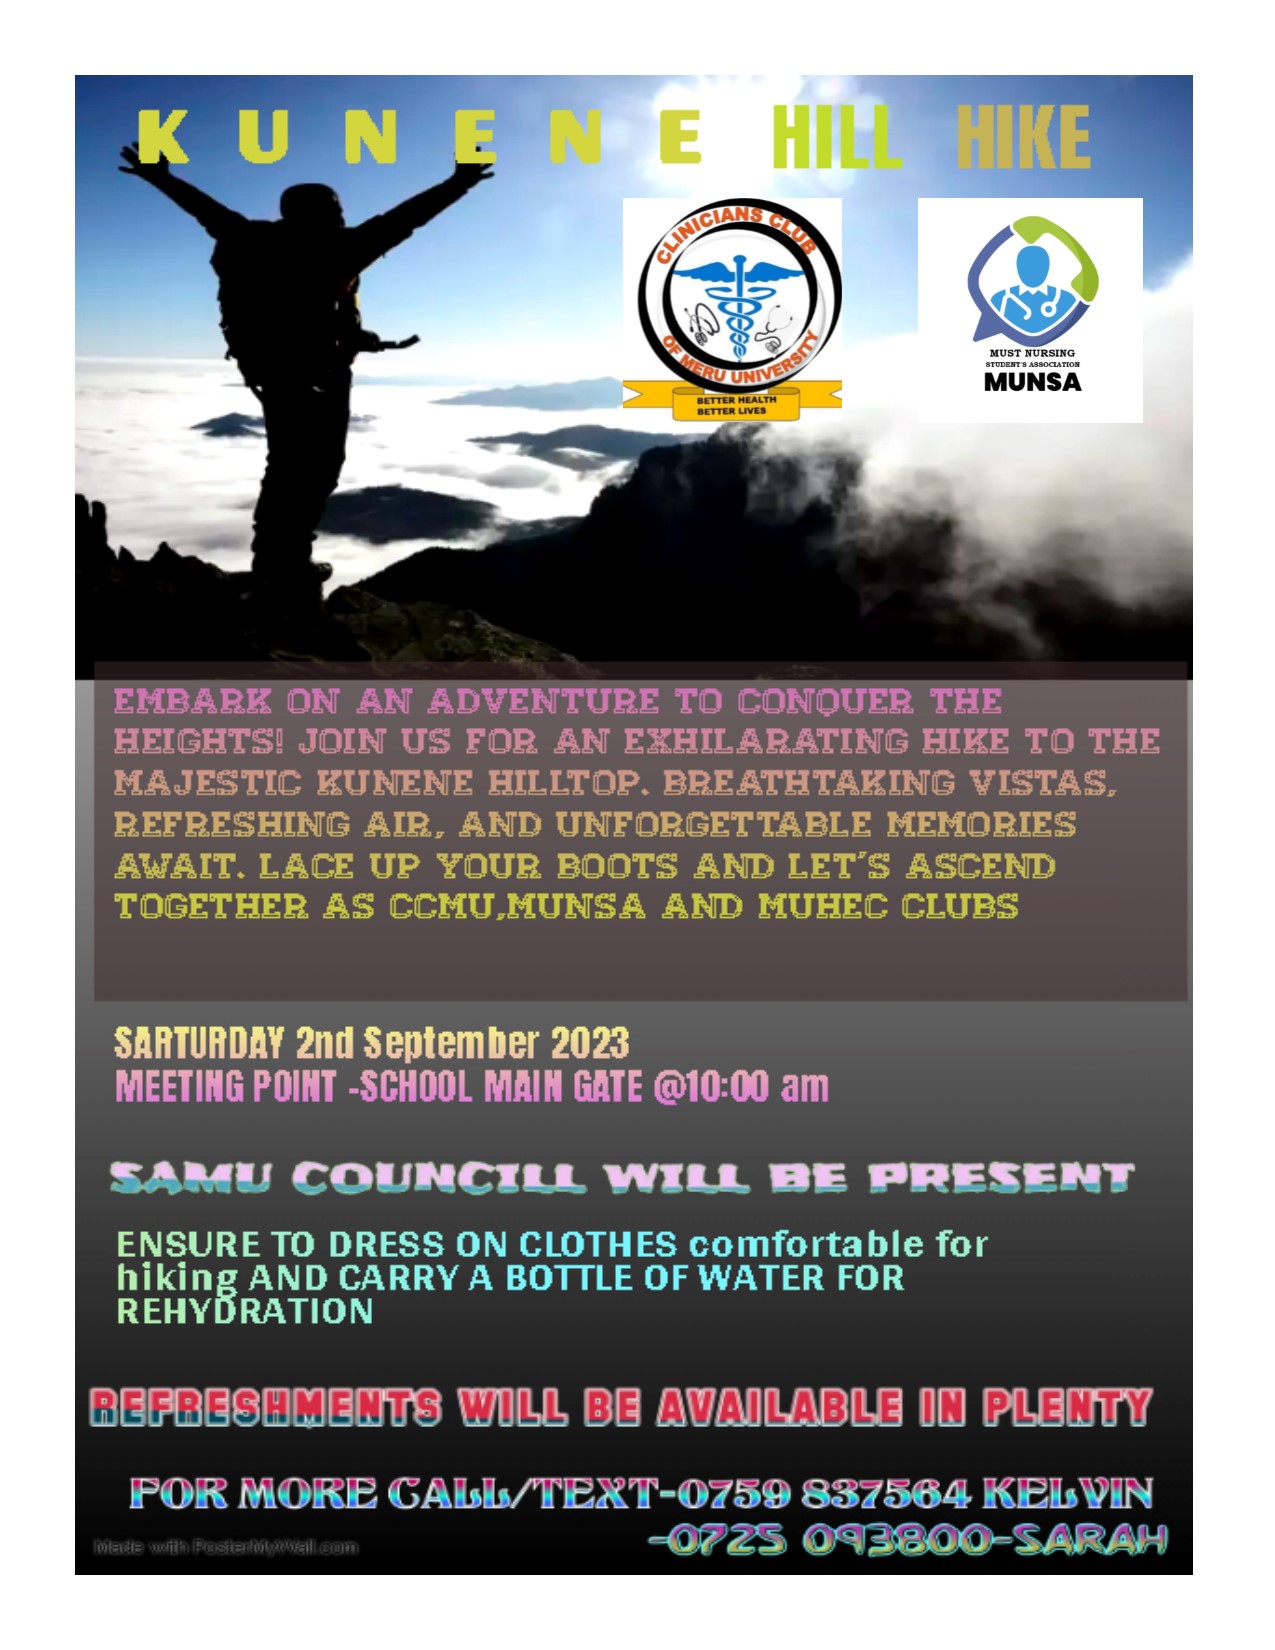 KUNENE HILL HIKE
CLINICIANS CLUB
OF MERU UNIVERSITY
BETTER HEALTH
BETTER LIVES
MUST NURSING
STUDENT'S ASSOCIATION
MUNSA
EMBARK ON AN ADVENTURE TO CONQUER THE
HEIGHTS! JOIN US FOR AN EXHILARATING HIKE TO THE
MAJESTIC KUNENE HILLTOP. BREATHTAKING VISTAS,
REFRESHING AIR, AND UNFORGETTABLE MEMORIES
AWAIT. LACE UP YOUR BOOTS AND LET'S ASCEND
TOGETHER AS CCMU,MUNSA AND MUHEC CLUBS
SARTURDAY 2nd September 2023
MEETING POINT -SCHOOL MAIN GATE @10:00 am
SAMU COUNCILL WILL BE PRESENT
ENSURE TO DRESS ON CLOTHES comfortable for
hiking AND CARRY A BOTTLE OF WATER FOR
REHYDRATION
REFRESHMENTS WILL BE AVAILABLE IN PLENTY
FOR MORE CALL/TEXT-0759 837564 KELVIN
-0725 093800-SARAH
Made with PosterMyWall.com